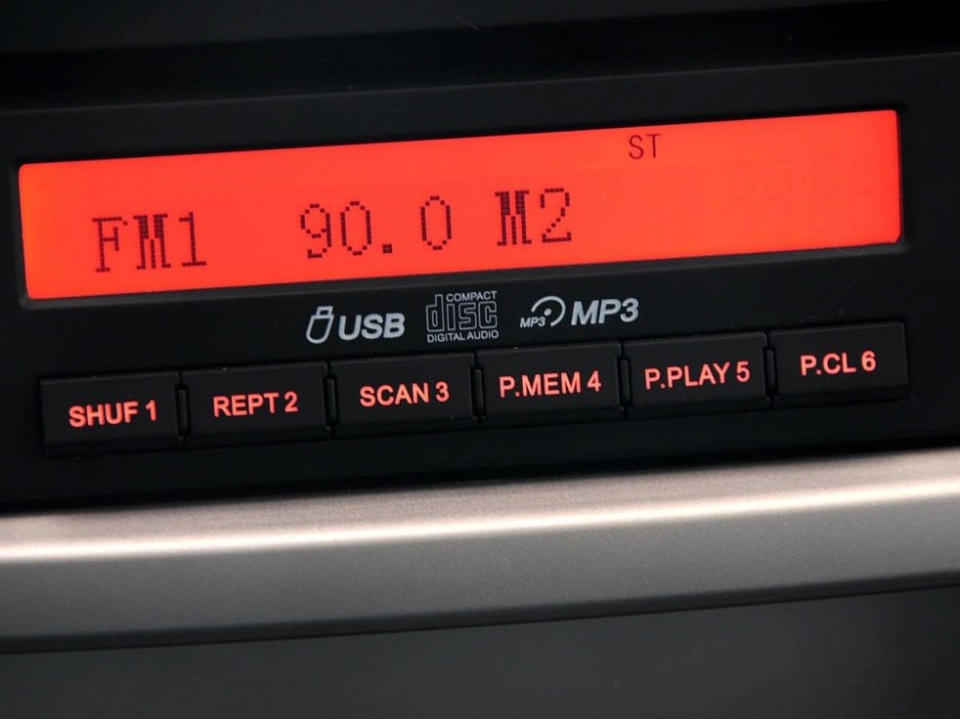 ST
FM1 90.0 M2
USB COMPACT disc DIGITAL AUDIO MP3 MP3
SHUF 1 REPT 2 SCAN 3 P.MEM 4 P.PLAY 5 P.CL 6